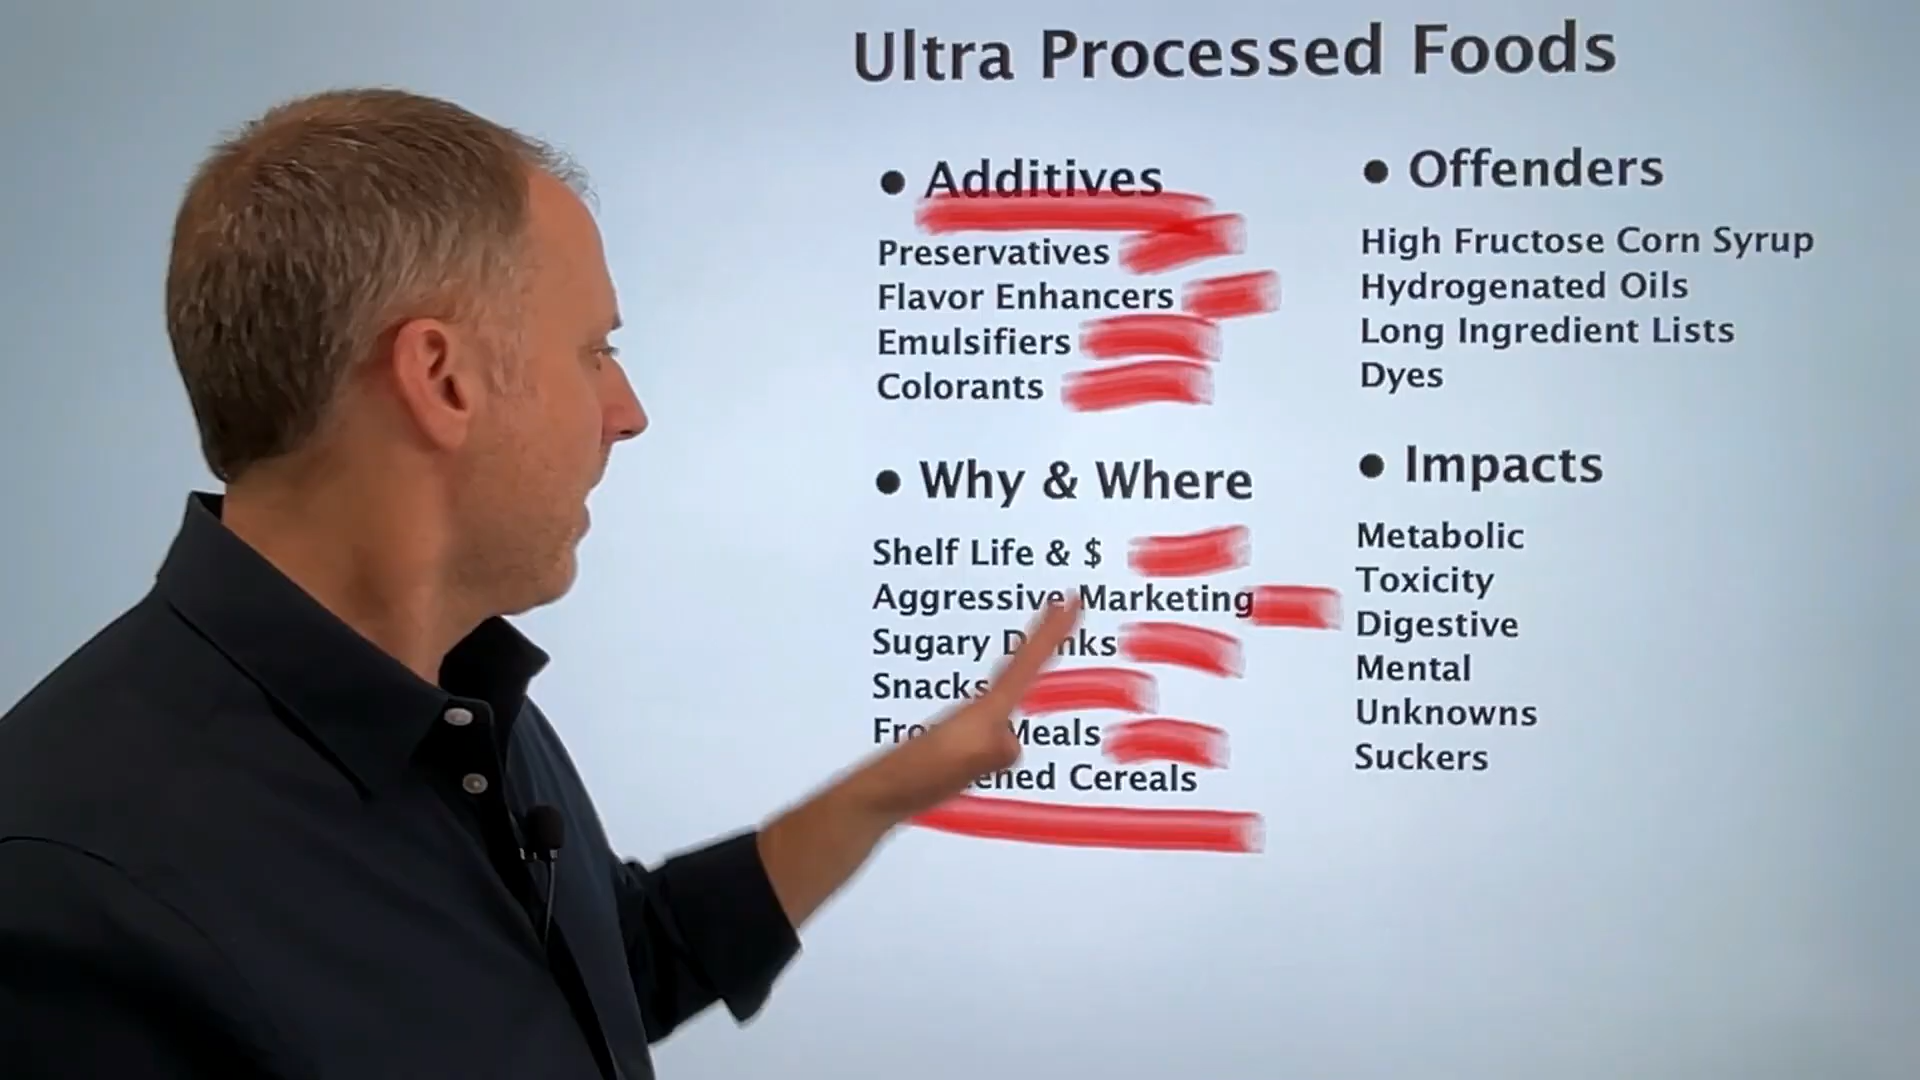 Ultra Processed Foods
• Additives
Preservatives
Flavor Enhancers
Emulsifiers
Colorants
• Why & Where
Shelf Life & $
Aggressive Marketing
Sugary
Snacks
Meals
Cereals
• Offenders
High Fructose Corn Syrup
Hydrogenated Oils
Long Ingredient Lists
Dyes
• Impacts
Metabolic
Toxicity
Digestive
Mental
Unknowns
Suckers